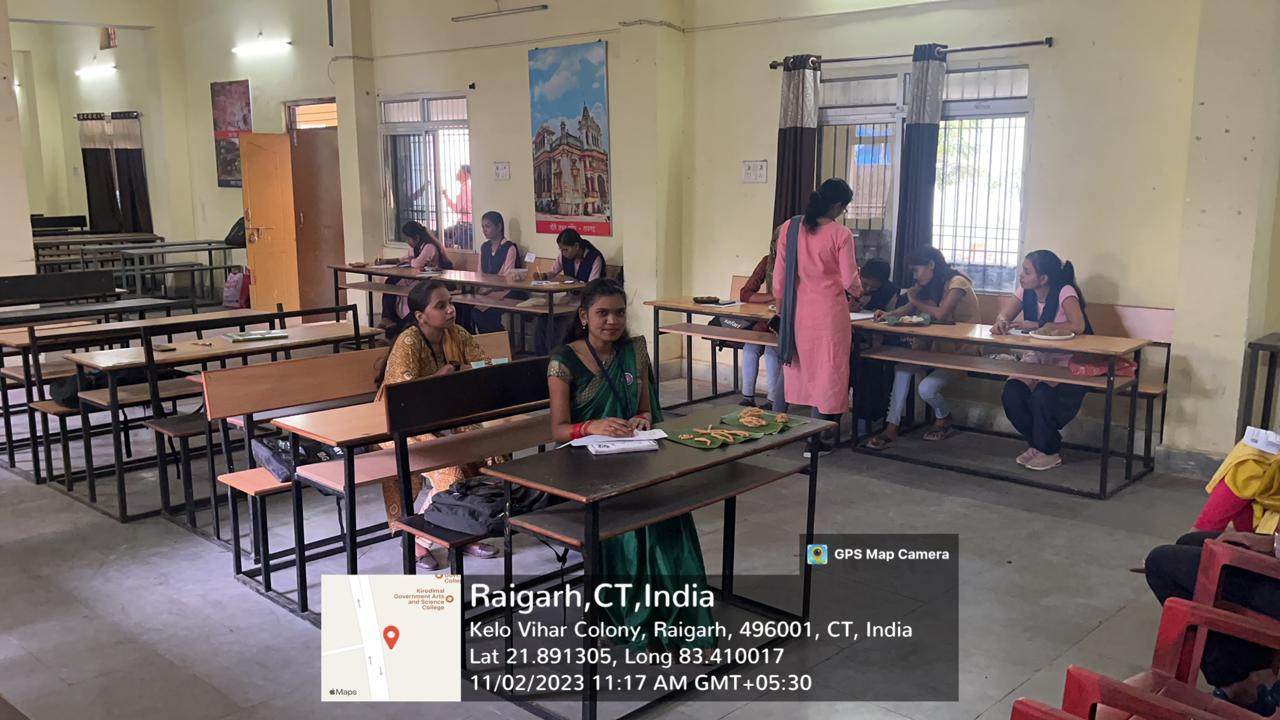 GPS Map Camera
Kirodimal
Government Arts
and Science
College
Maps
Raigarh,CT,India
Kelo Vihar Colony, Raigarh, 496001, CT, India
Lat 21.891305, Long 83.410017
11/02/2023 11:17 AM GMT+05:30